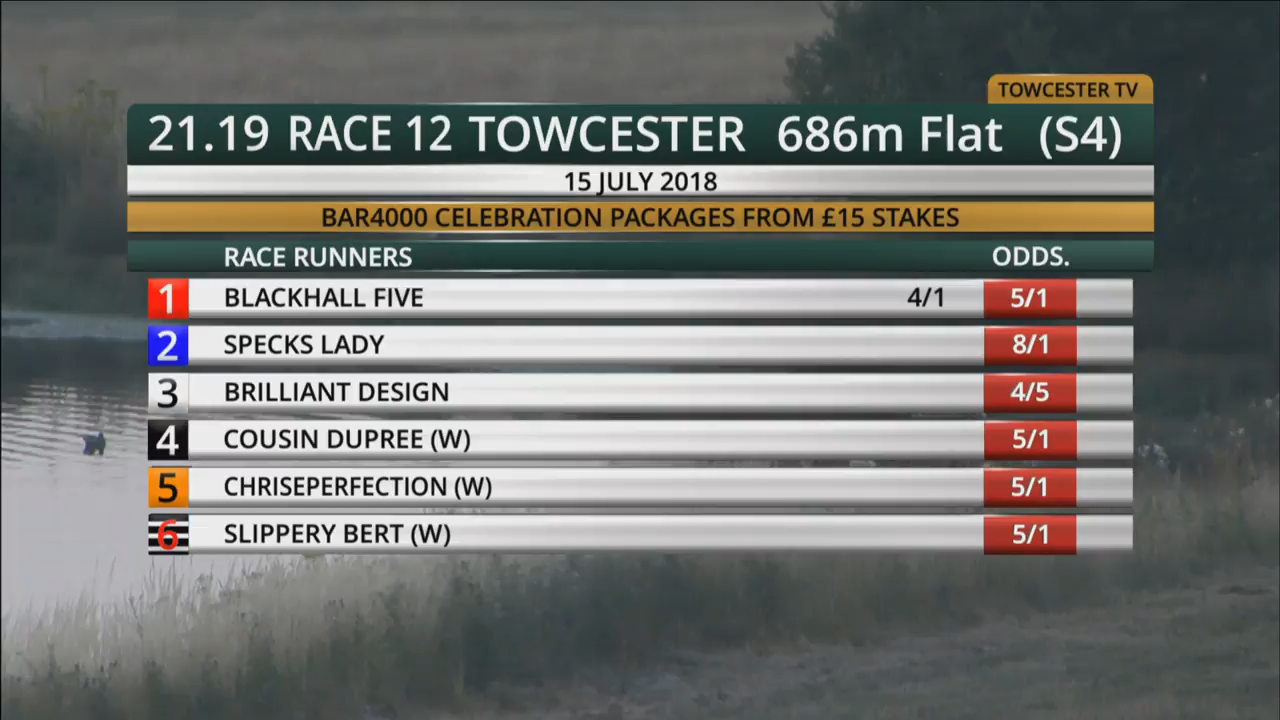 TOWCESTER TV
21.19 RACE 12 TOWCESTER 686m Flat (S4)
15 JULY 2018
BAR4000 CELEBRATION PACKAGES FROM £15 STAKES
RACE RUNNERS ODDS.
1 BLACKHALL FIVE 4/1 5/1
2 SPECKS LADY 8/1
3 BRILLIANT DESIGN 4/5
4 COUSIN DUPREE (W) 5/1
5 CHRISEPERFECTION (W) 5/1
6 SLIPPERY BERT (W) 5/1